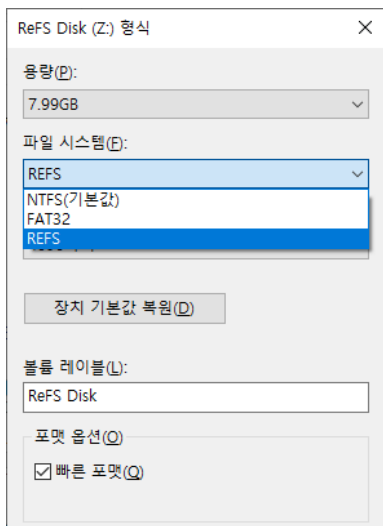 ReFS Disk (Z:) 형식
용량(P):
7.99GB
파일 시스템(F):
REFS
NTFS(기본값)
FAT32
REFS
장치 기본값 복원(D)
볼륨 레이블(L):
ReFS Disk
포맷 옵션(O)
빠른 포맷(Q)